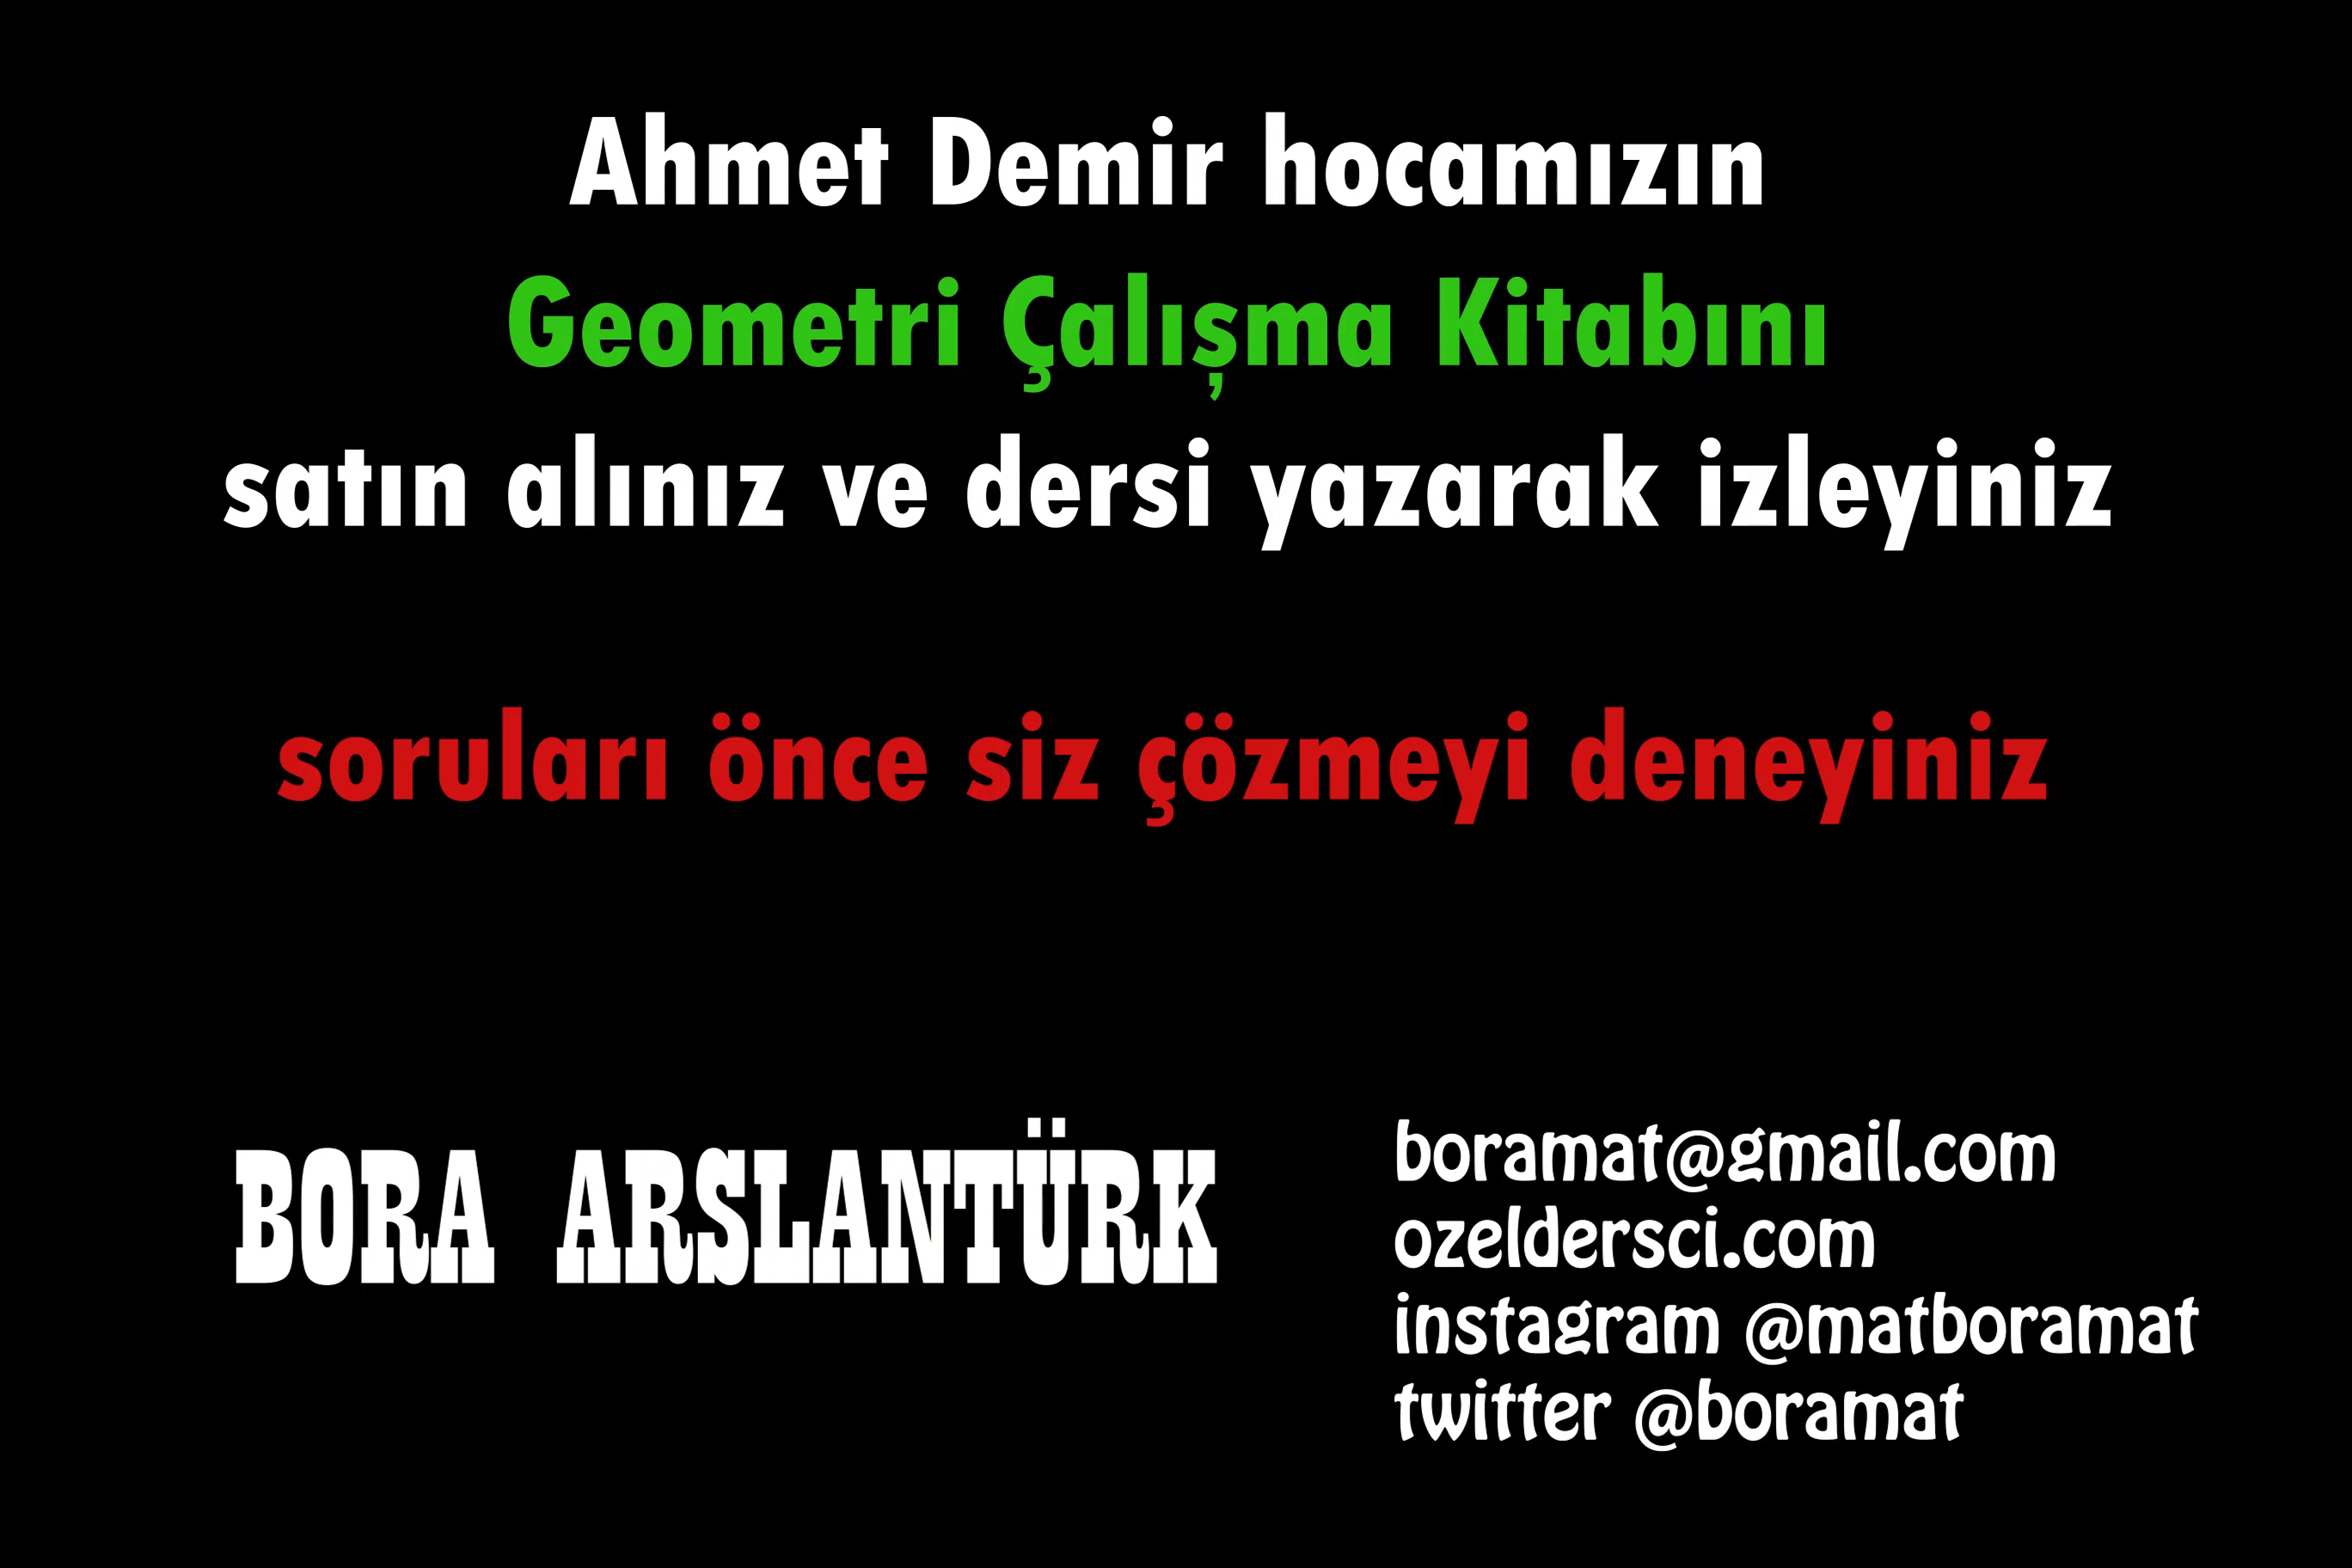 Ahmet Demir hocamızın
Geometri Çalışma Kitabını
satın alınız ve dersi yazarak izleyiniz
soruları önce siz çözmeyi deneyiniz
BORA ARSLANTÜRK
boramat@gmail.com
ozeldersci.com
instagram @matboramat
twitter @boramat